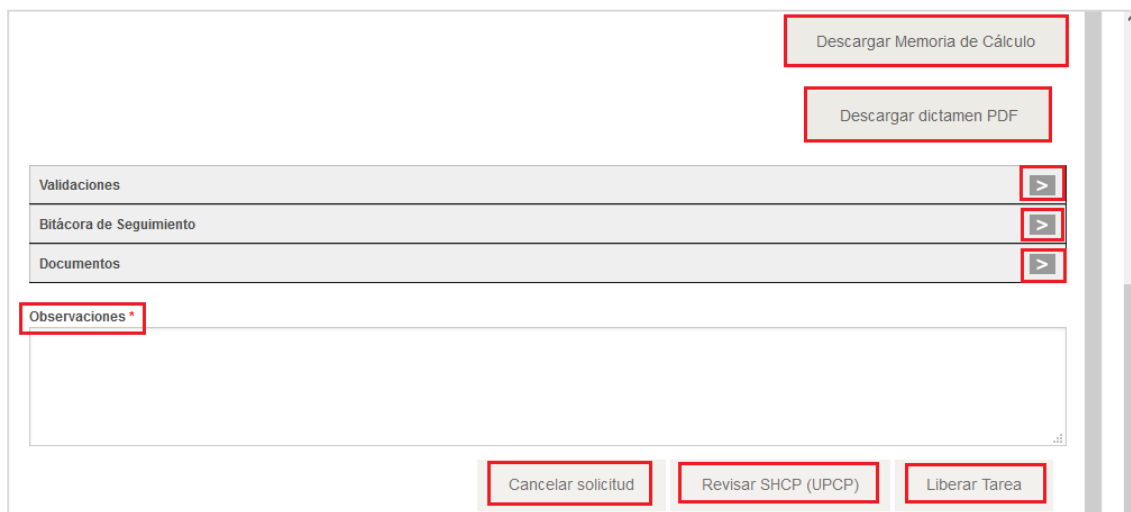 Descargar Memoria de Cálculo
Descargar dictamen PDF
Validaciones >
Bitácora de Seguimiento >
Documentos >
Observaciones *
Cancelar solicitud Revisar SHCP (UPCP) Liberar Tarea